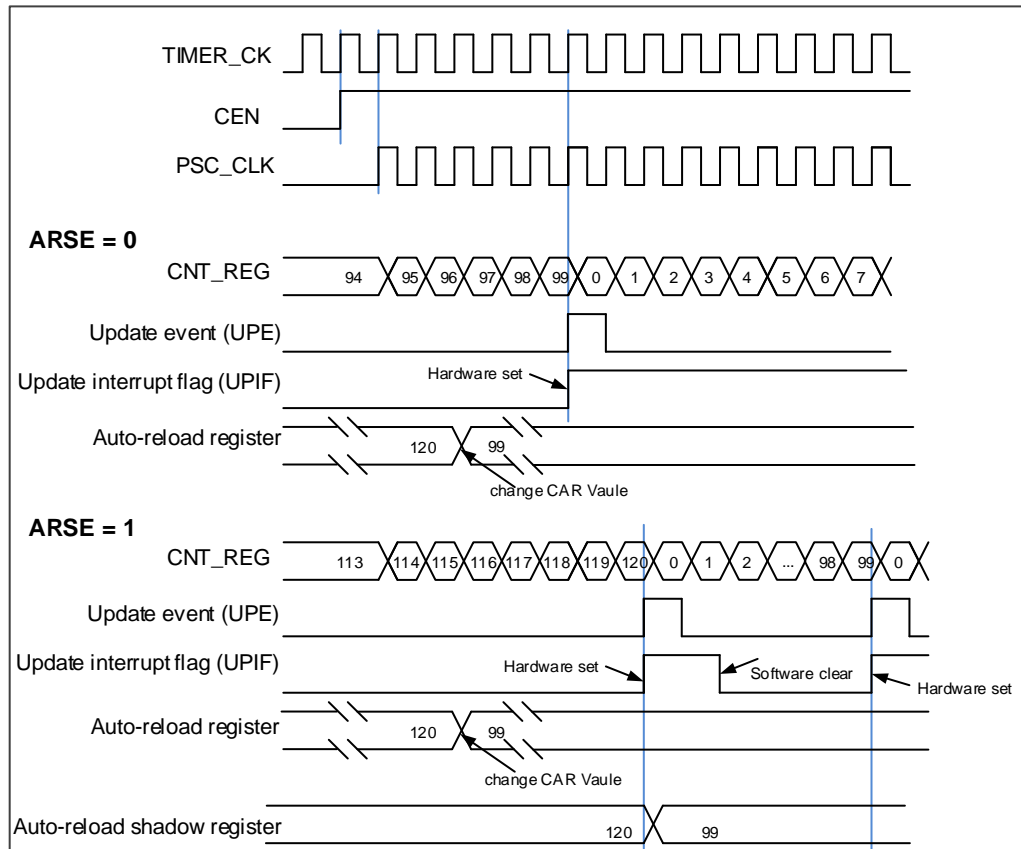 TIMER_CK
CEN
PSC_CLK
ARSE = 0
CNT_REG 94 95 96 97 98 99 0 1 2 3 4 5 6 7
Update event (UPE)
Hardware set
Update interrupt flag (UPIF)
Auto-reload register 120 99
change CAR Vaule
ARSE = 1
CNT_REG 113 114 115 116 117 118 119 120 0 1 2 ... 98 99 0
Update event (UPE)
Update interrupt flag (UPIF) Hardware set Software clear Hardware set
Auto-reload register 120 99
change CAR Vaule
Auto-reload shadow register 120 99